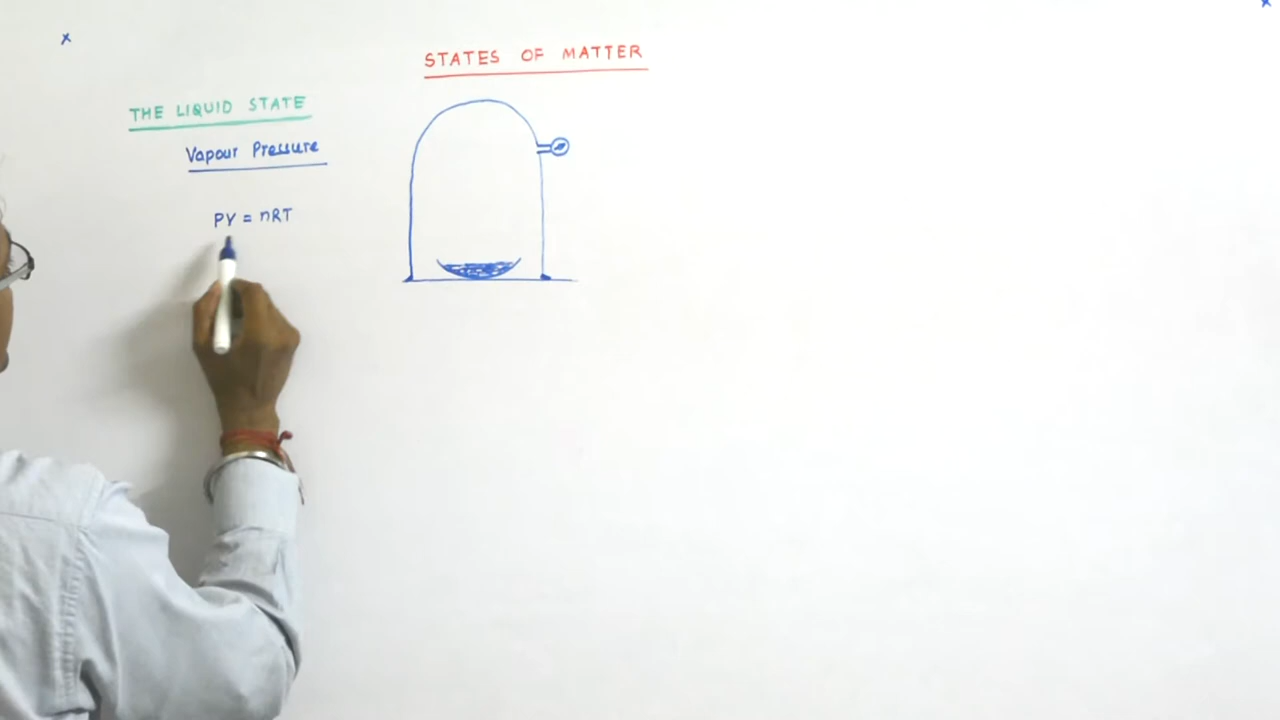 STATES OF MATTER
THE LIQUID STATE
Vapour Pressure
PV = nRT